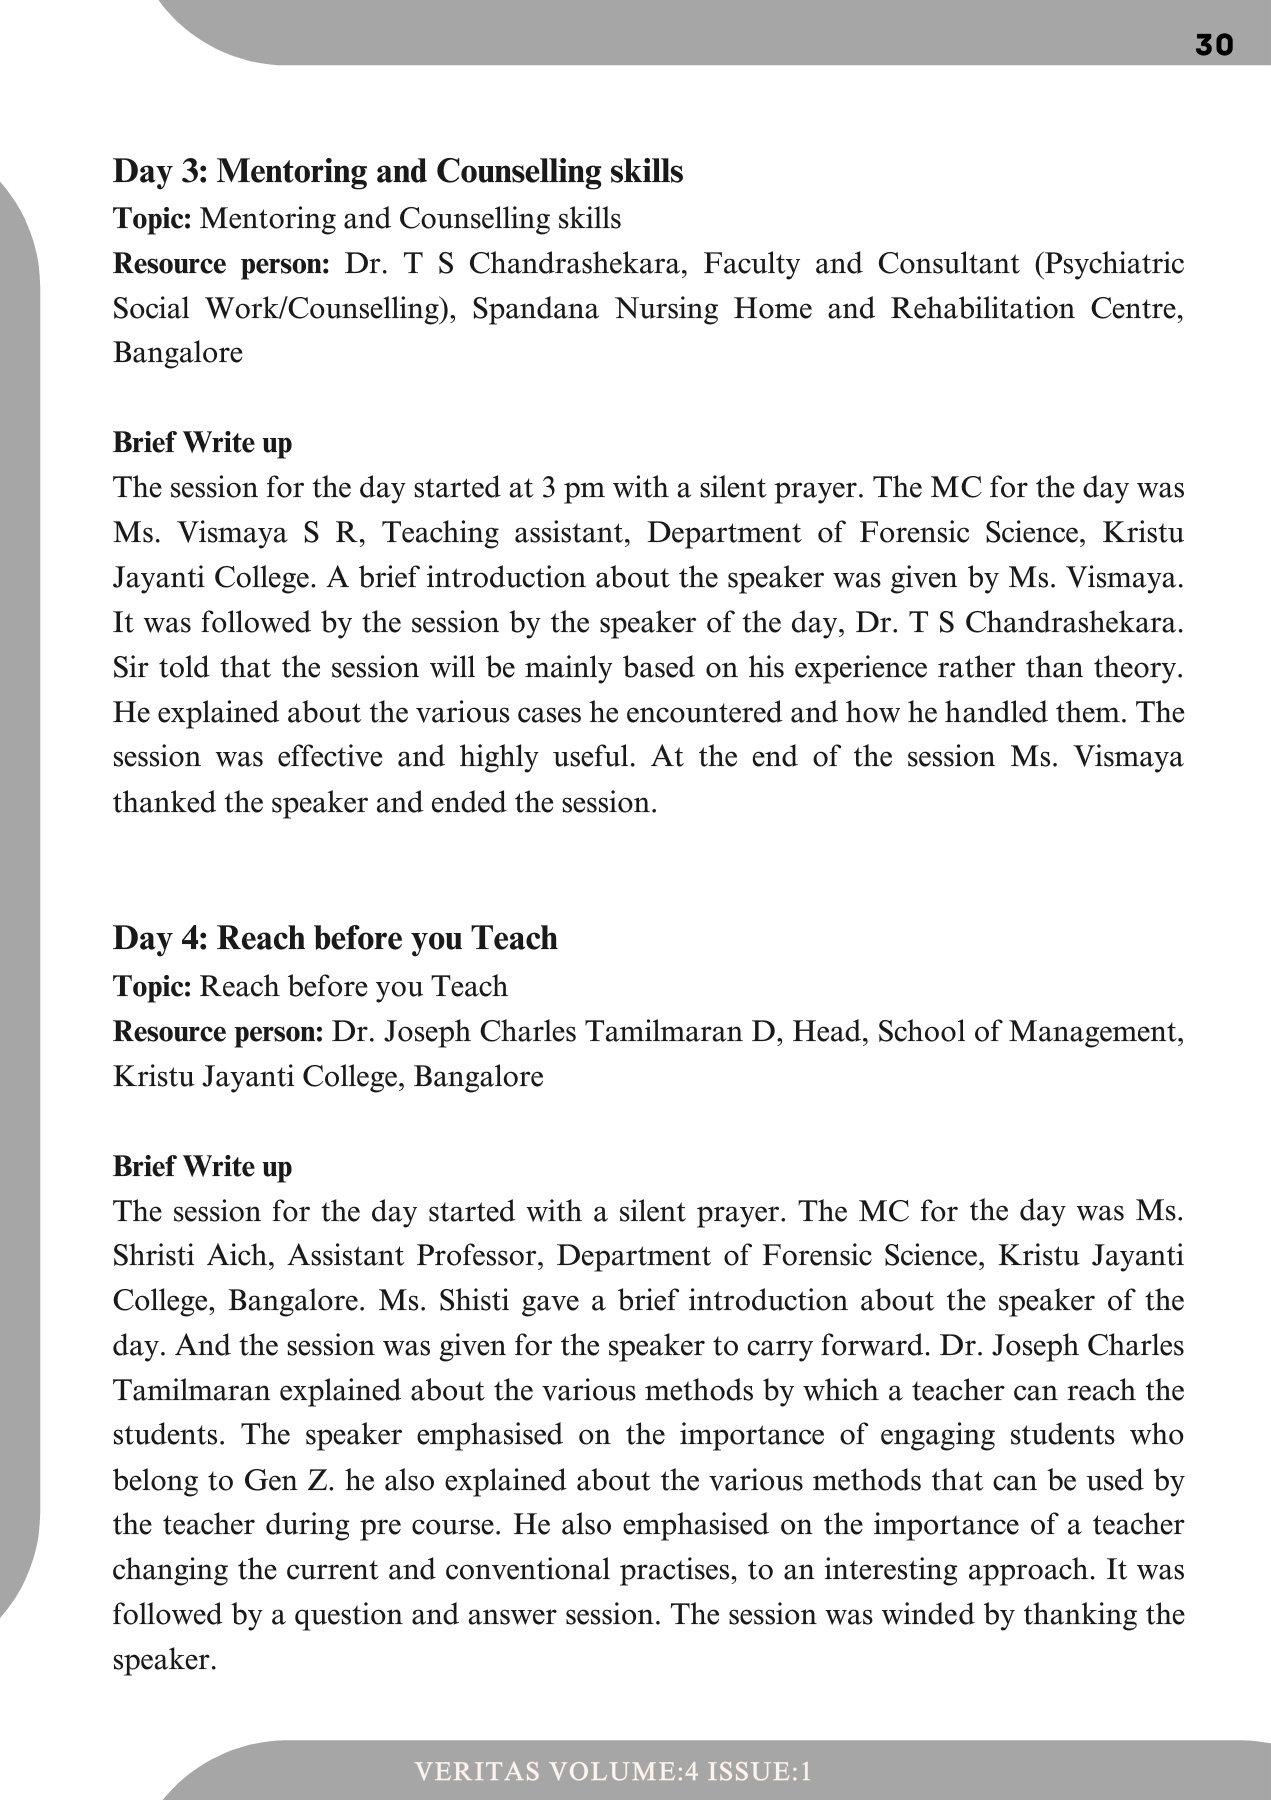 30
Day 3: Mentoring and Counselling skills
Topic: Mentoring and Counselling skills
Resource person: Dr. T S Chandrashekara, Faculty and Consultant (Psychiatric
Social Work/Counselling), Spandana Nursing Home and Rehabilitation Centre,
Bangalore
Brief Write up
The session for the day started at 3 pm with a silent prayer. The MC for the day was
Ms. Vismaya S R, Teaching assistant, Department of Forensic Science, Kristu
Jayanti College. A brief introduction about the speaker was given by Ms. Vismaya.
It was followed by the session by the speaker of the day, Dr. T S Chandrashekara.
Sir told that the session will be mainly based on his experience rather than theory.
He explained about the various cases he encountered and how he handled them. The
session was effective and highly useful. At the end of the session Ms. Vismaya
thanked the speaker and ended the session.
Day 4: Reach before you Teach
Topic: Reach before you Teach
Resource person: Dr. Joseph Charles Tamilmaran D, Head, School of Management,
Kristu Jayanti College, Bangalore
Brief Write up
The session for the day started with a silent prayer. The MC for the day was Ms.
Shristi Aich, Assistant Professor, Department of Forensic Science, Kristu Jayanti
College, Bangalore. Ms. Shisti gave a brief introduction about the speaker of the
day. And the session was given for the speaker to carry forward. Dr. Joseph Charles
Tamilmaran explained about the various methods by which a teacher can reach the
students. The speaker emphasised on the importance of engaging students who
belong to Gen Z. he also explained about the various methods that can be used by
the teacher during pre course. He also emphasised on the importance of a teacher
changing the current and conventional practises, to an interesting approach. It was
followed by a question and answer session. The session was winded by thanking the
speaker.
VERITAS VOLUME:4 ISSUE:1